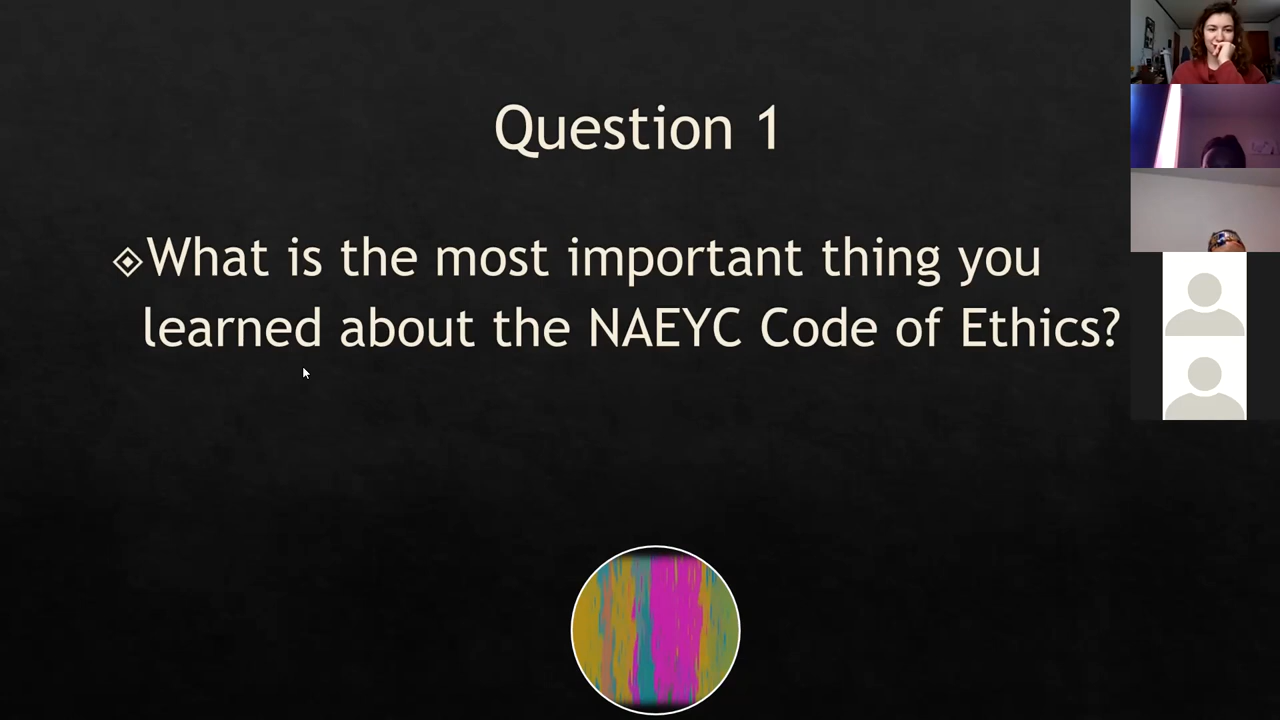 Question 1
What is the most important thing you
learned about the NAEYC Code of Ethics?